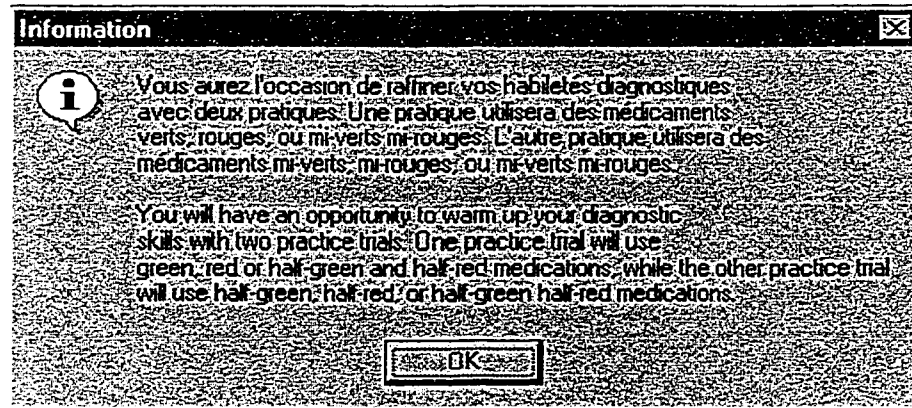 Information
Vous aurez l'occasion de raffiner vos habiletes diagnostiques
avec deux pratiques. Une pratique utilisera des medicaments
verts, rouges, ou mi-verts mi-rouges. L'autre pratique utilisera des
médicaments mi-verts, mi-rouges, ou mi-verts mi-rouges.
You will have an opportunity to warm up your diagnostic
skills with two practice trials. One practice trial will use
green, red or half-green and half-red medications, while the other practice trial
will use half-green, half-red, or half-green half-red medications.
OK